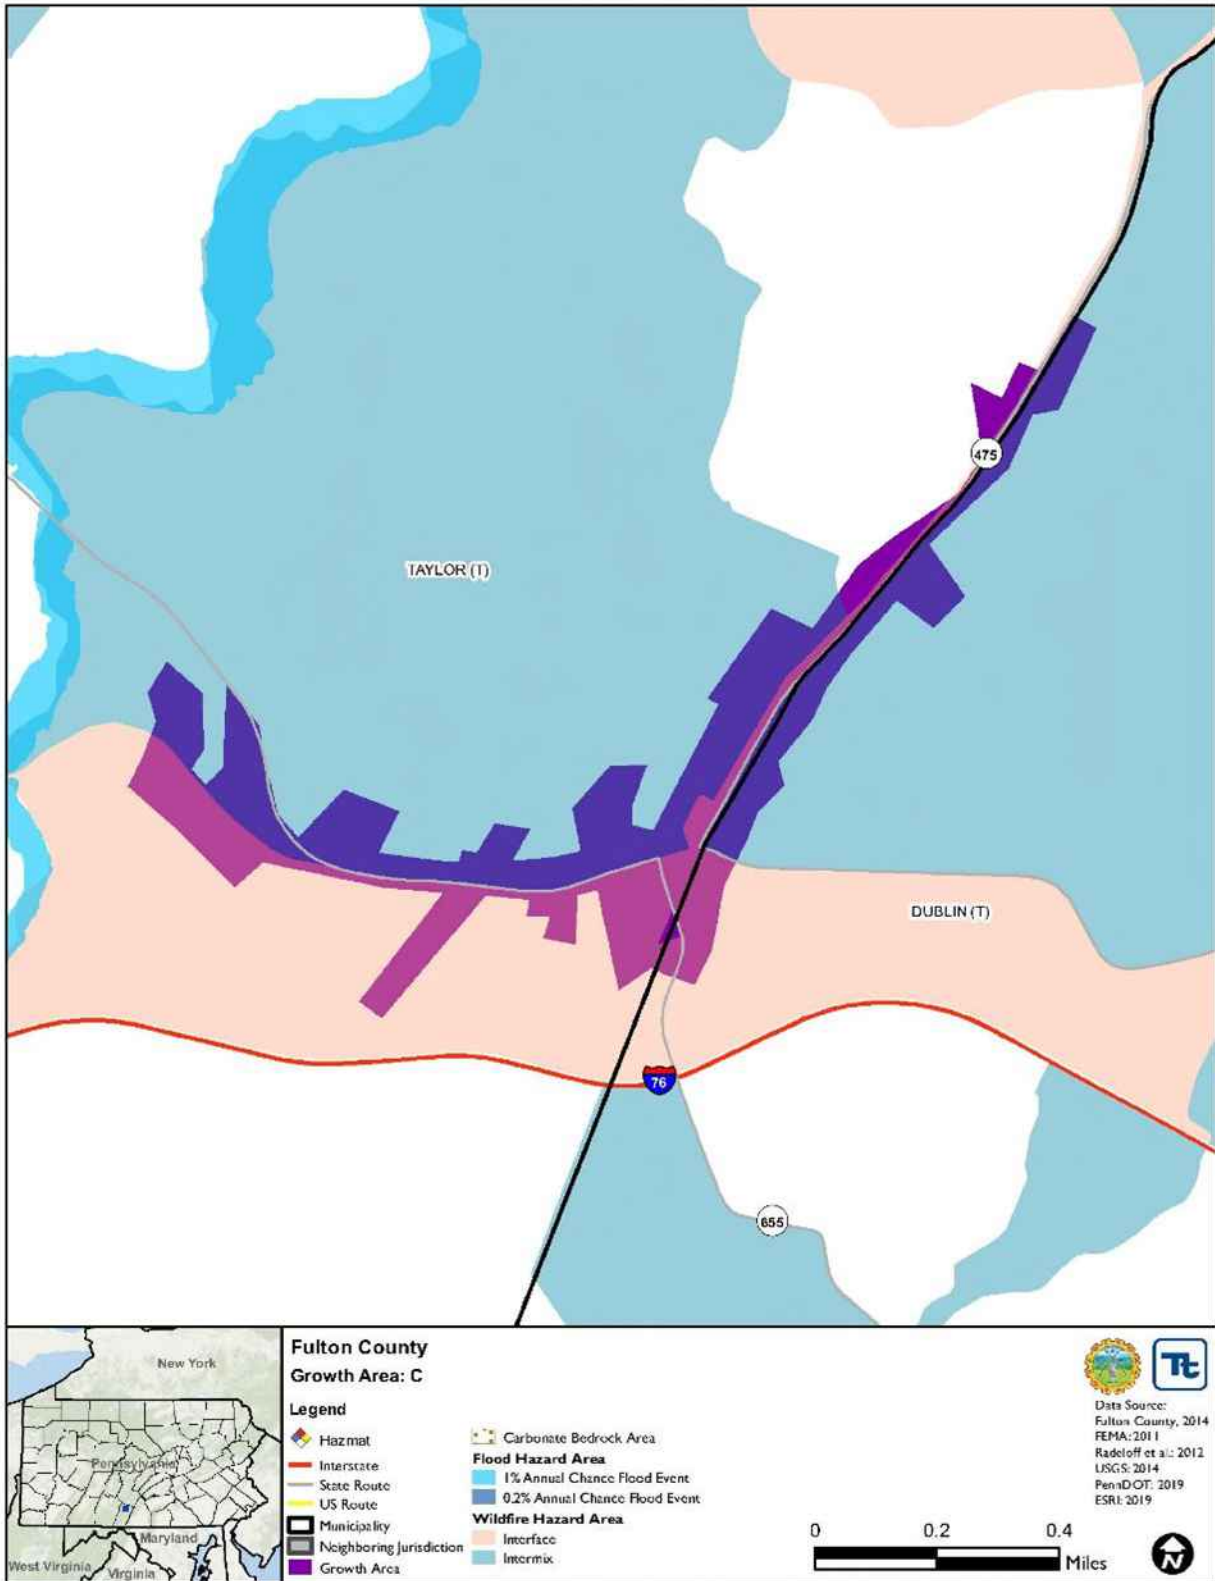 475
TAYLOR (T)
DUBLIN (T)
76
655
New York
Pennsylvania
Maryland
West Virginia
Virginia
Fulton County
Growth Area: C
Legend
Hazmat
Interstate
State Route
US Route
Municipality
Neighboring Jurisdiction
Growth Area
Carbonate Bedrock Area
Flood Hazard Area
1% Annual Chance Flood Event
0.2% Annual Chance Flood Event
Wildfire Hazard Area
Interface
Intermix
Tt
Data Source:
Fulton County, 2014
FEMA: 2011
Radeloff et al.: 2012
USGS: 2014
PennDOT: 2019
ESRI: 2019
0 0.2 0.4
Miles
N